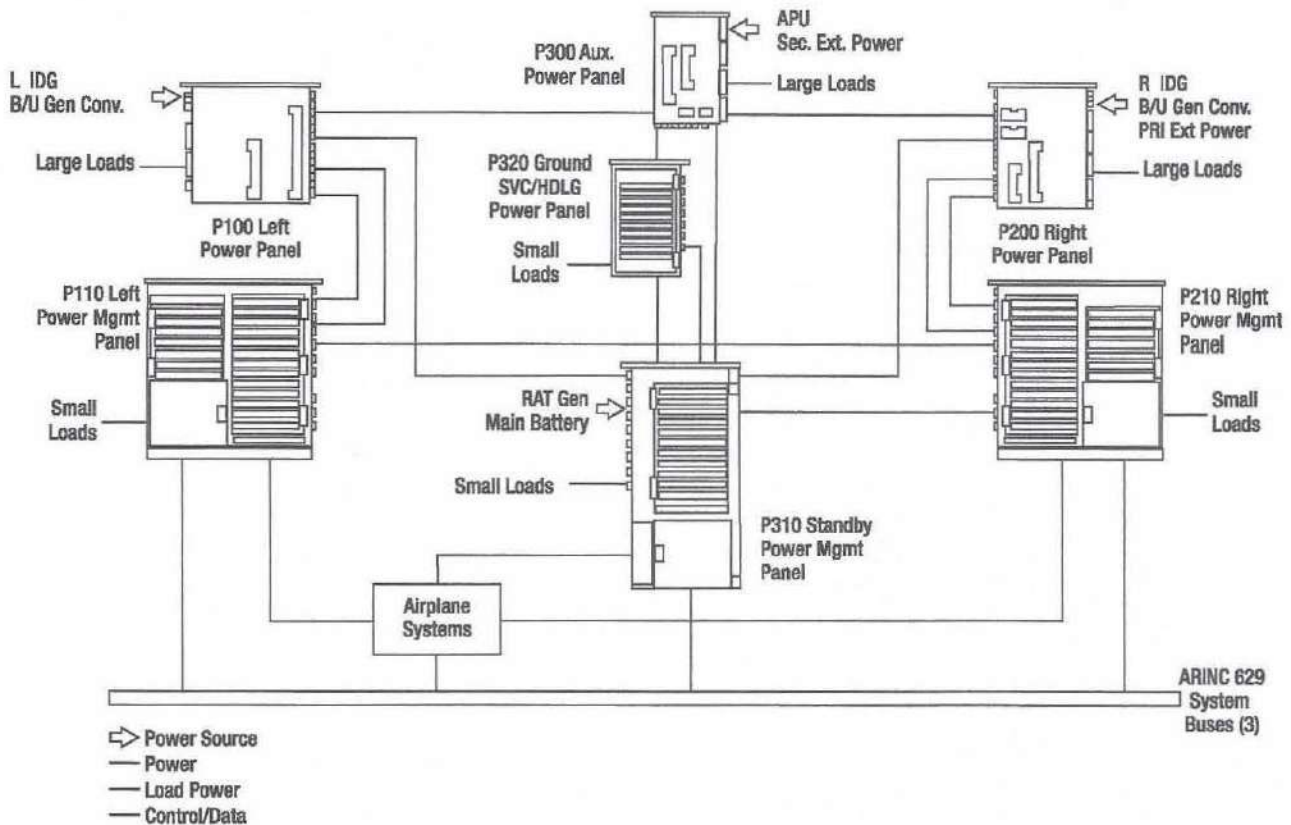 APU
Sec. Ext. Power
P300 Aux.
Power Panel
Large Loads
L IDG
B/U Gen Conv.
Large Loads
P100 Left
Power Panel
R IDG
B/U Gen Conv.
PRI Ext Power
Large Loads
P200 Right
Power Panel
P320 Ground
SVC/HDLG
Power Panel
Small
Loads
P110 Left
Power Mgmt
Panel
Small
Loads
P210 Right
Power Mgmt
Panel
Small
Loads
RAT Gen
Main Battery
Small Loads
P310 Standby
Power Mgmt
Panel
Airplane
Systems
ARINC 629
System
Buses (3)
Power Source
Power
Load Power
Control/Data